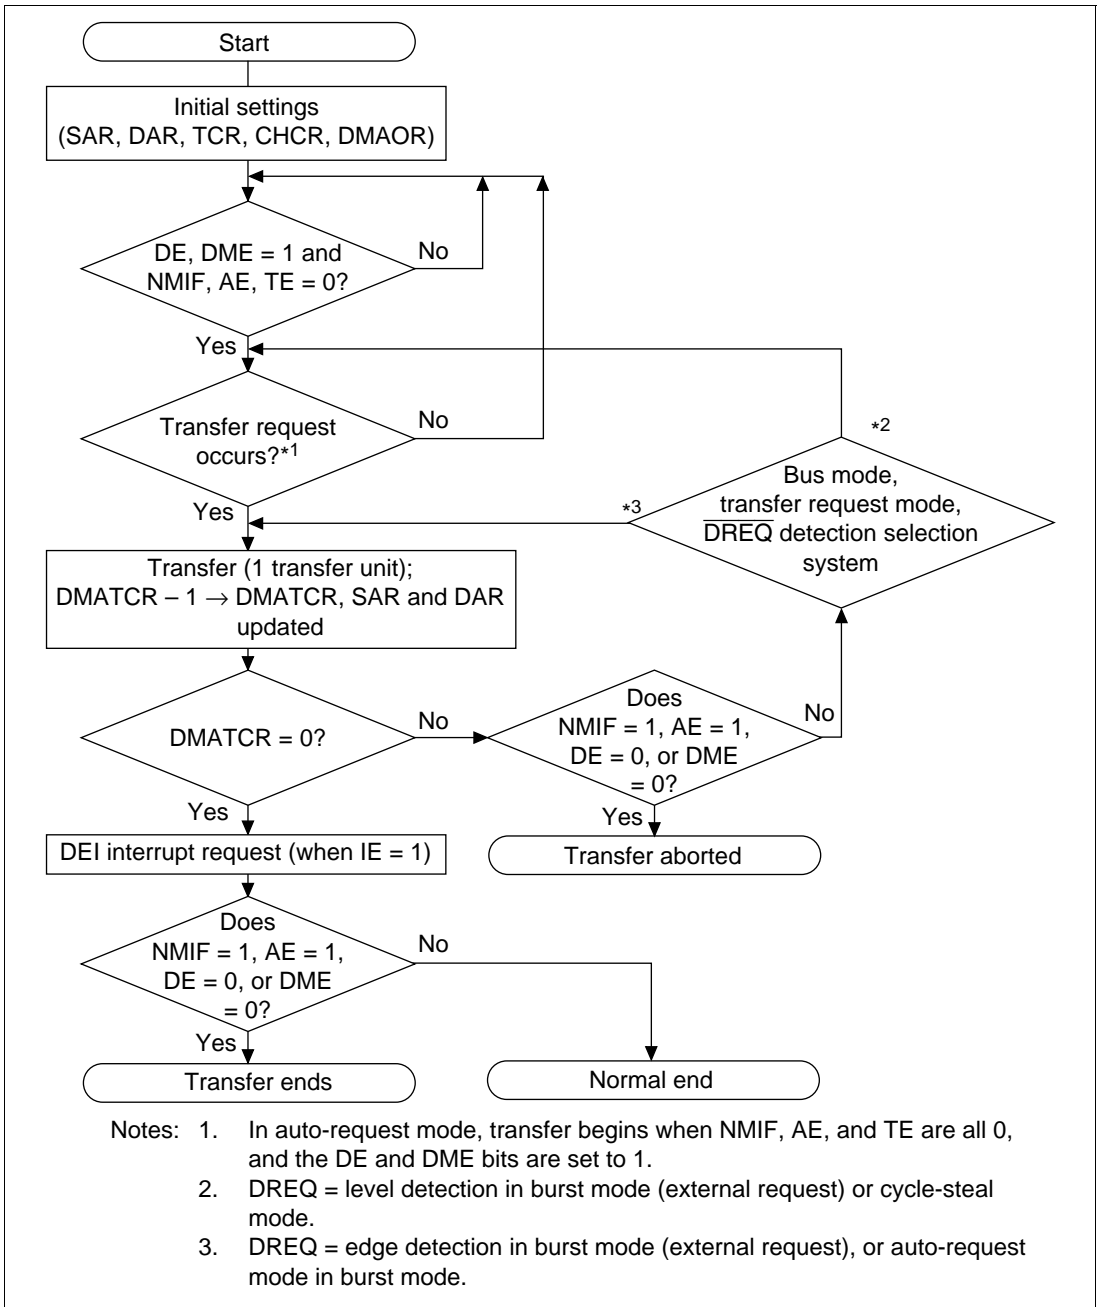 Start
Initial settings
(SAR, DAR, TCR, CHCR, DMAOR)
DE, DME = 1 and
NMIF, AE, TE = 0?
No
Yes
Transfer request
occurs?*1
No
Yes
*2
Bus mode,
transfer request mode,
DREQ detection selection
system
*3
Transfer (1 transfer unit);
DMATCR – 1 → DMATCR, SAR and DAR
updated
DMATCR = 0?
No
Does
NMIF = 1, AE = 1,
DE = 0, or DME
= 0?
No
Yes
Yes
DEI interrupt request (when IE = 1)
Transfer aborted
Does
NMIF = 1, AE = 1,
DE = 0, or DME
= 0?
No
Yes
Transfer ends
Normal end
Notes: 1. In auto-request mode, transfer begins when NMIF, AE, and TE are all 0,
and the DE and DME bits are set to 1.
2. DREQ = level detection in burst mode (external request) or cycle-steal
mode.
3. DREQ = edge detection in burst mode (external request), or auto-request
mode in burst mode.